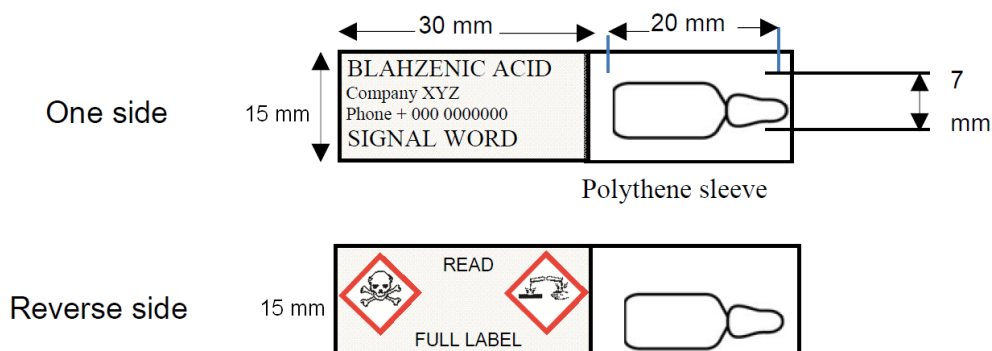 30 mm
20 mm
One side
15 mm
BLAHZENIC ACID
Company XYZ
Phone + 000 0000000
SIGNAL WORD
7
mm
Polythene sleeve
Reverse side
15 mm
READ
FULL LABEL